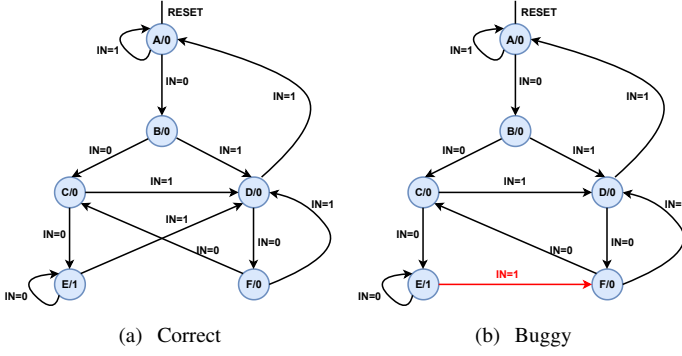 RESET
A/0
IN=1
IN=0
IN=1
B/0
IN=0
IN=1
C/0
IN=1
D/0
IN=0
IN=1
IN=0
IN=0
IN=1
IN=0
E/1
F/0
(a) Correct
RESET
A/0
IN=1
IN=0
IN=1
B/0
IN=0
IN=1
C/0
IN=1
D/0
IN=0
IN=0
IN=0
IN=
IN=0
E/1
IN=1
F/0
(b) Buggy